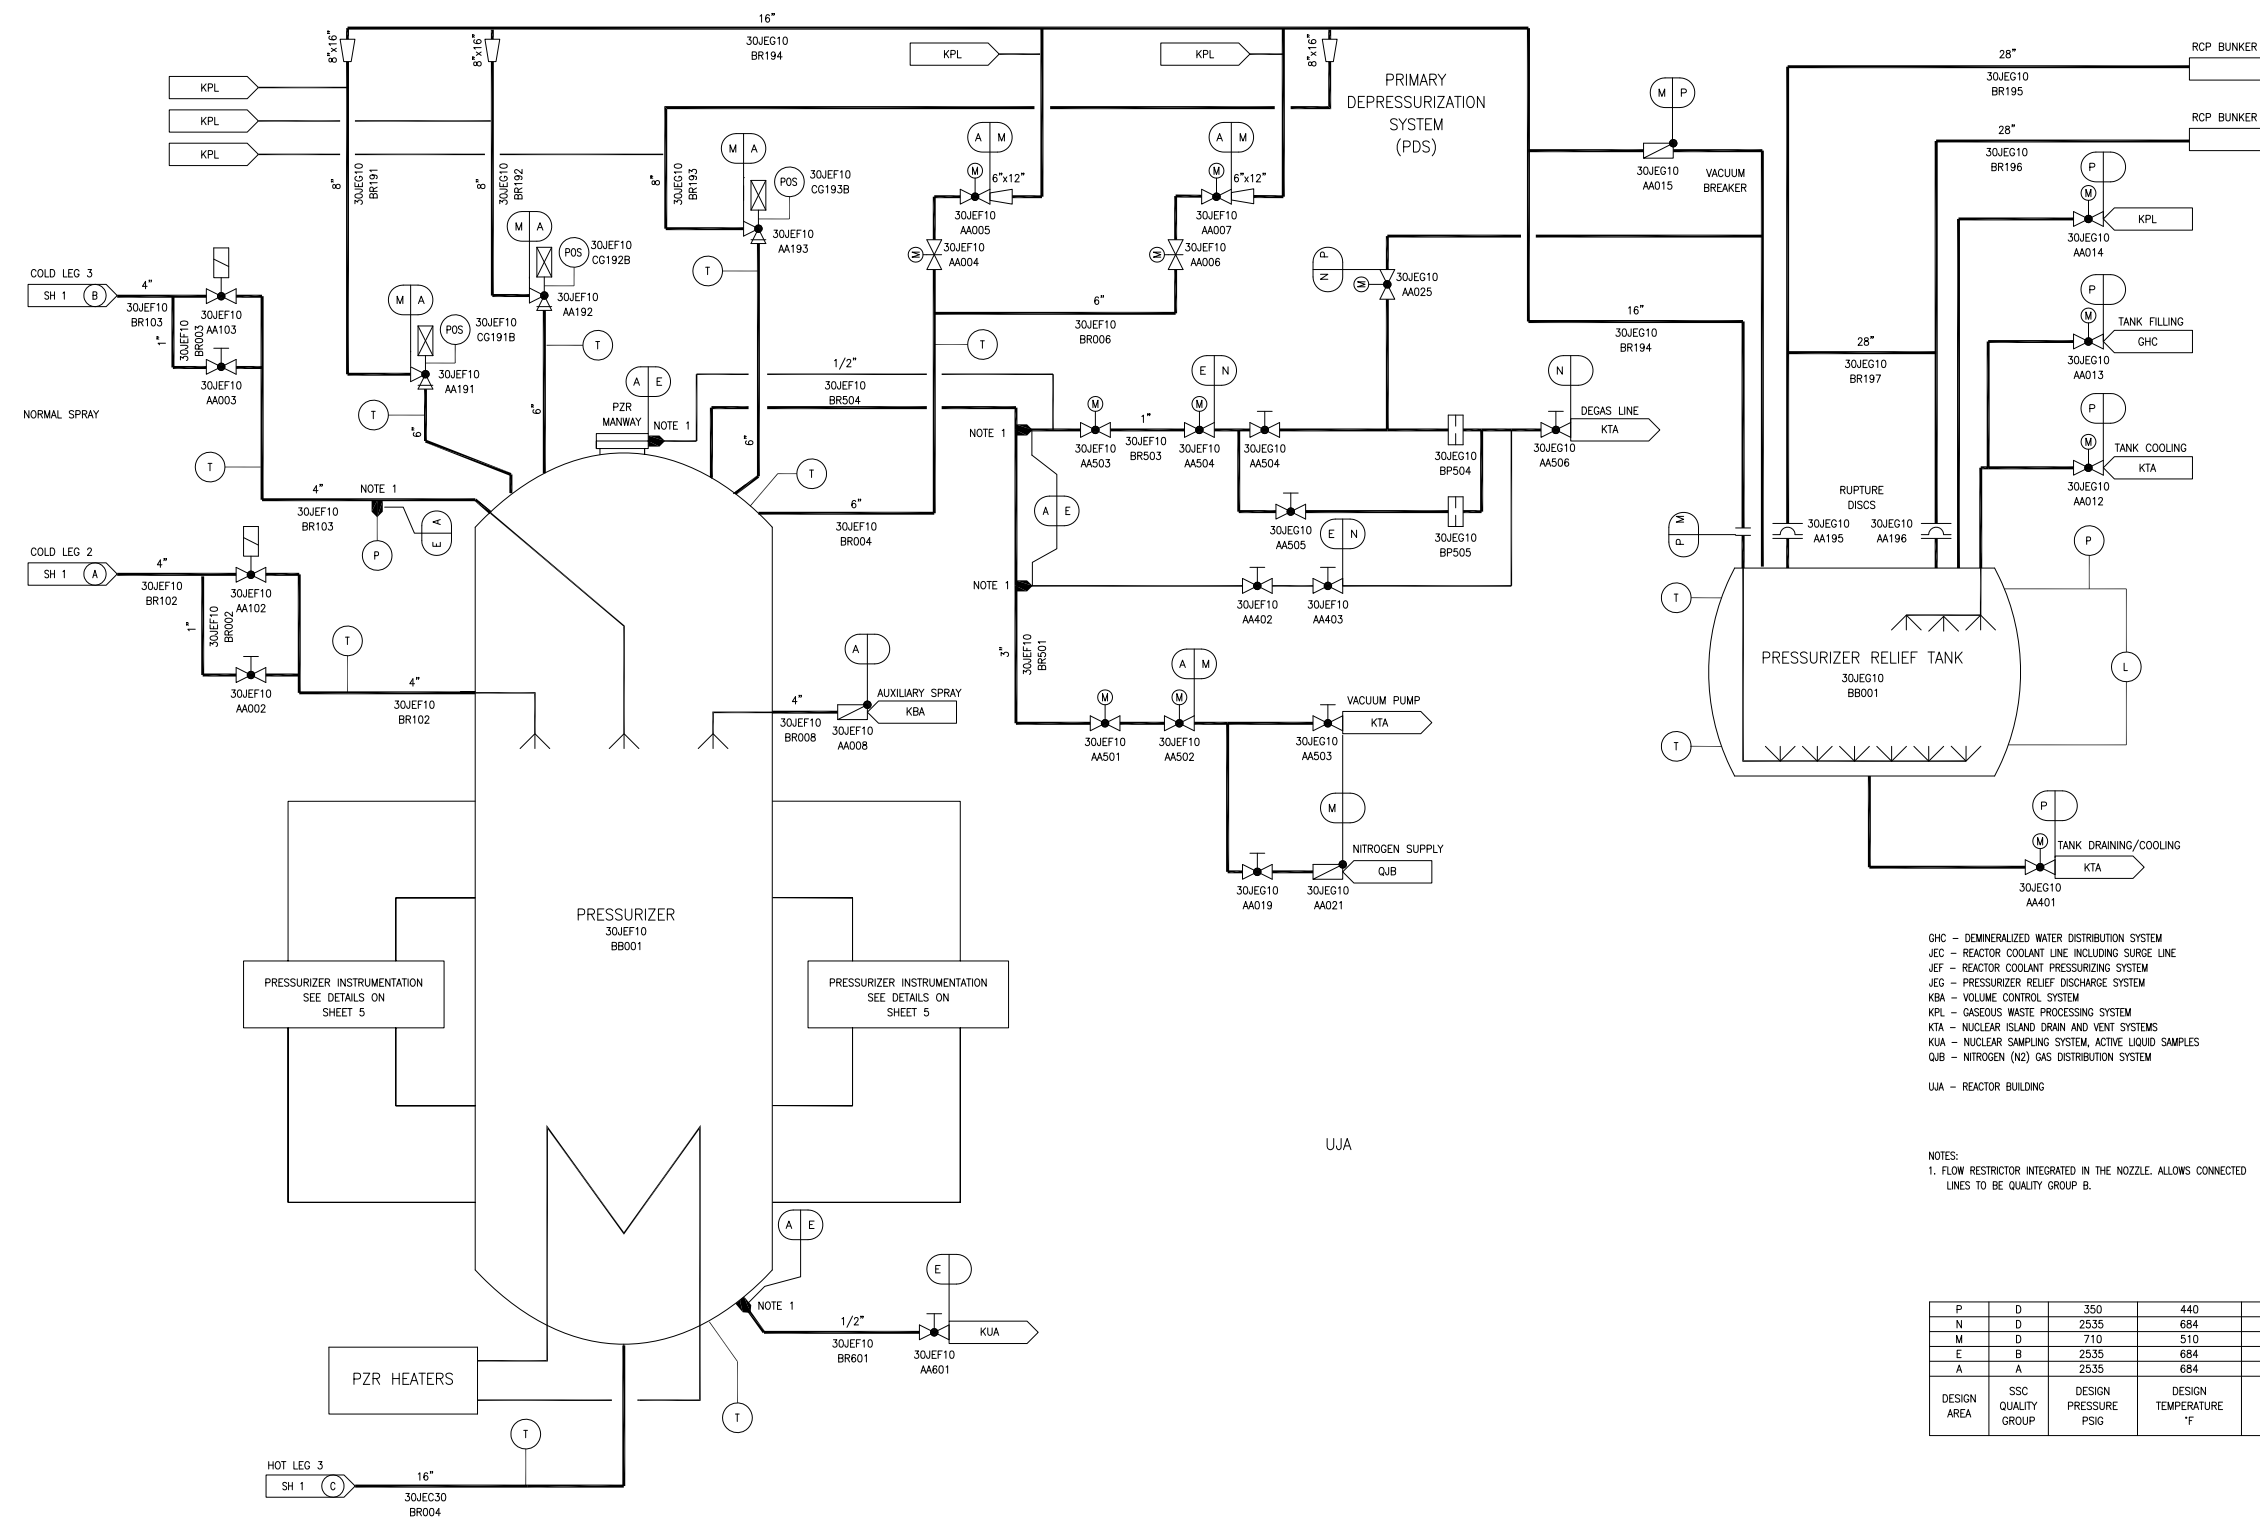 16"
30JEG10
BR194
8"x16"
8"x16"
KPL
KPL
8"x16"
KPL
KPL
KPL
PRIMARY
DEPRESSURIZATION
SYSTEM
(PDS)
M P
30JEG10
AA015
VACUUM
BREAKER
28"
30JEG10
BR195
RCP BUNKER
28"
30JEG10
BR196
RCP BUNKER
8"
30JEG10
BR191
8"
30JEG10
BR192
8"
30JEG10
BR193
M A
POS
30JEF10
CG193B
30JEF10
AA193
M A
POS
30JEF10
CG192B
30JEF10
AA192
M A
POS
30JEF10
CG191B
30JEF10
AA191
A M
M
6"x12"
30JEF10
AA005
A M
M
6"x12"
30JEF10
AA007
M
30JEF10
AA004
M
30JEF10
AA006
T
T
T
T
N P
M
30JEG10
AA025
P
M
KPL
30JEG10
AA014
P
M
TANK FILLING
GHC
30JEG10
AA013
P
M
TANK COOLING
KTA
30JEG10
AA012
COLD LEG 3
SH 1 B
4"
30JEF10
BR103
1"
30JEF10
BR003
30JEF10
AA103
30JEF10
AA003
NORMAL SPRAY
6"
30JEF10
BR006
16"
30JEG10
BR194
28"
30JEG10
BR197
1/2"
30JEF10
BR504
6"
6"
6"
A E
PZR
MANWAY
NOTE 1
NOTE 1
M
30JEF10
AA503
1"
30JEF10
BR503
E N
M
30JEF10
AA504
30JEG10
AA504
30JEG10
BP504
N
DEGAS LINE
KTA
30JEG10
AA506
T
4"
30JEF10
BR103
NOTE 1
P
E A
T
6"
30JEF10
BR004
A E
30JEG10
AA505
30JEG10
BP505
E N
NOTE 1
30JEF10
AA402
30JEF10
AA403
P M
RUPTURE
DISCS
30JEG10
AA195
30JEG10
AA196
P
T
T
L
PRESSURIZER RELIEF TANK
30JEG10
BB001
COLD LEG 2
SH 1 A
4"
30JEF10
BR102
1"
30JEF10
BR002
30JEF10
AA102
30JEF10
AA002
T
4"
30JEF10
BR102
A
AUXILIARY SPRAY
KBA
4"
30JEF10
BR008
30JEF10
AA008
3"
30JEF10
BR501
M
30JEF10
AA501
A M
M
30JEF10
AA502
VACUUM PUMP
KTA
30JEG10
AA503
M
NITROGEN SUPPLY
QJB
30JEG10
AA019
30JEG10
AA021
P
M
TANK DRAINING/COOLING
KTA
30JEG10
AA401
PRESSURIZER
30JEF10
BB001
PRESSURIZER INSTRUMENTATION
SEE DETAILS ON
SHEET 5
PRESSURIZER INSTRUMENTATION
SEE DETAILS ON
SHEET 5
GHC – DEMINERALIZED WATER DISTRIBUTION SYSTEM
JEC – REACTOR COOLANT LINE INCLUDING SURGE LINE
JEF – REACTOR COOLANT PRESSURIZING SYSTEM
JEG – PRESSURIZER RELIEF DISCHARGE SYSTEM
KBA – VOLUME CONTROL SYSTEM
KPL – GASEOUS WASTE PROCESSING SYSTEM
KTA – NUCLEAR ISLAND DRAIN AND VENT SYSTEMS
KUA – NUCLEAR SAMPLING SYSTEM, ACTIVE LIQUID SAMPLES
QJB – NITROGEN (N2) GAS DISTRIBUTION SYSTEM
UJA – REACTOR BUILDING
UJA
NOTES:
1. FLOW RESTRICTOR INTEGRATED IN THE NOZZLE. ALLOWS CONNECTED
LINES TO BE QUALITY GROUP B.
A E
NOTE 1
1/2"
30JEF10
BR601
E
KUA
30JEF10
AA601
T
PZR HEATERS
T
HOT LEG 3
SH 1 C
16"
30JEC30
BR004
P D 350 440
N D 2535 684
M D 710 510
E B 2535 684
A A 2535 684
DESIGN
AREA
SSC
QUALITY
GROUP
DESIGN
PRESSURE
PSIG
DESIGN
TEMPERATURE
°F